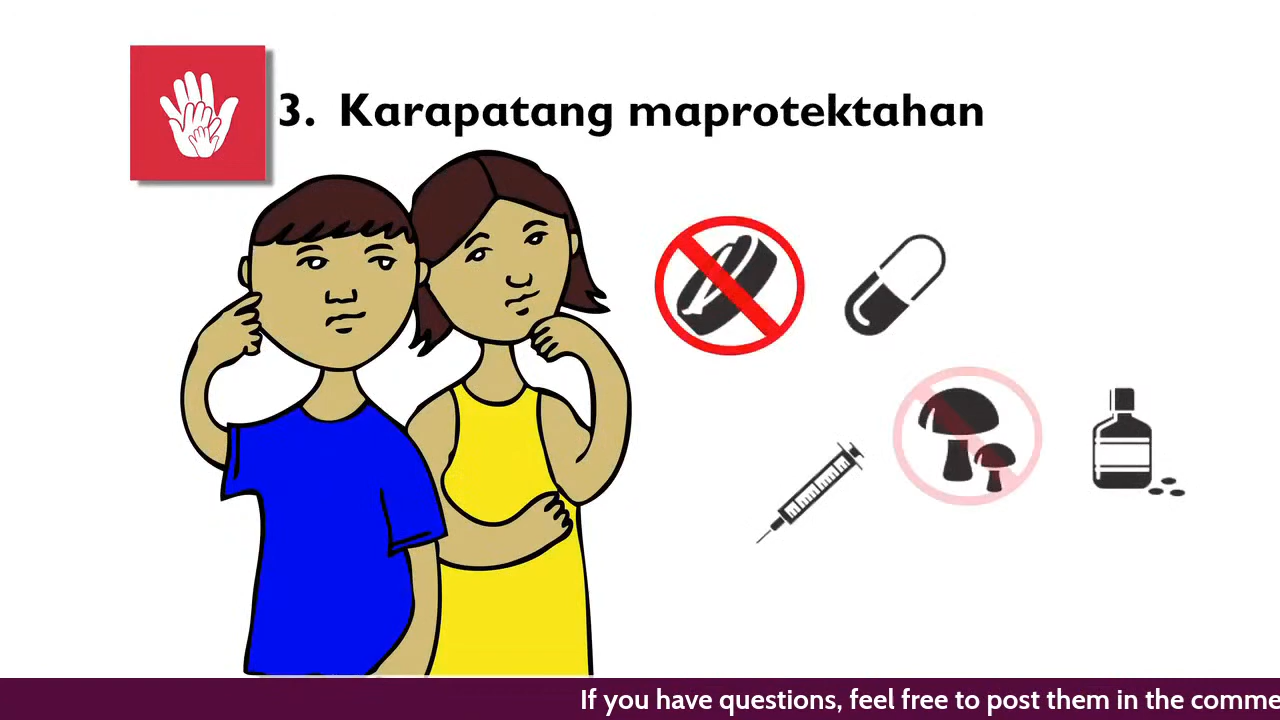 3. Karapatang maprotektahan
If you have questions, feel free to post them in the comme